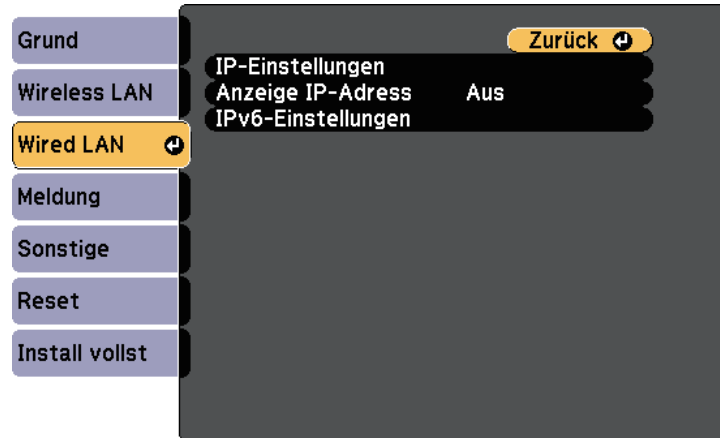 Grund
Wireless LAN
Wired LAN
Meldung
Sonstige
Reset
Install vollst
Zurück
IP-Einstellungen
Anzeige IP-Adress Aus
IPv6-Einstellungen